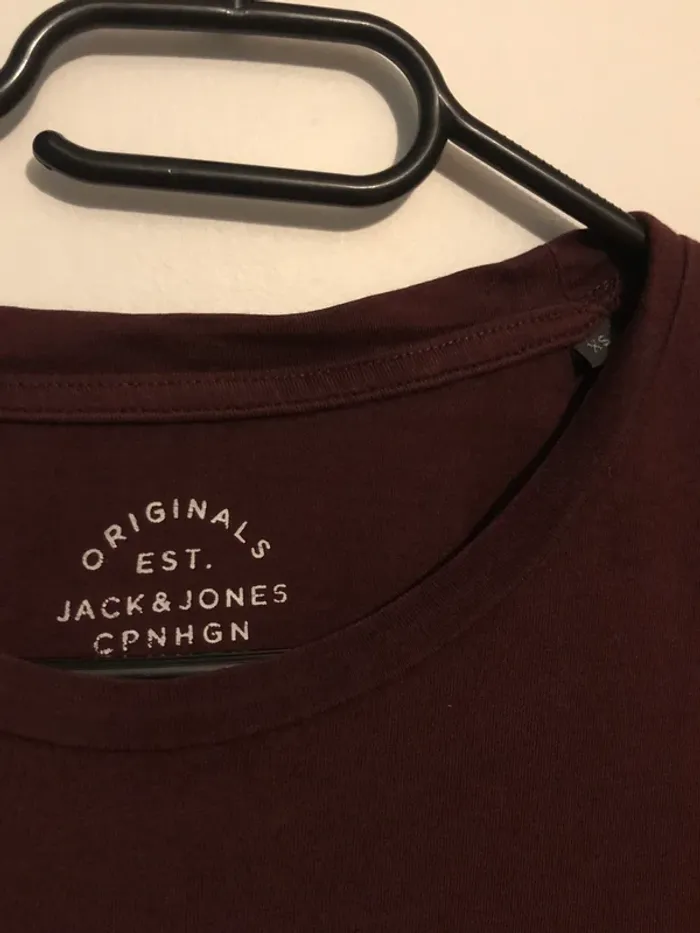 ORIGINALS
EST.
JACK&JONES
CPNHGN
XS